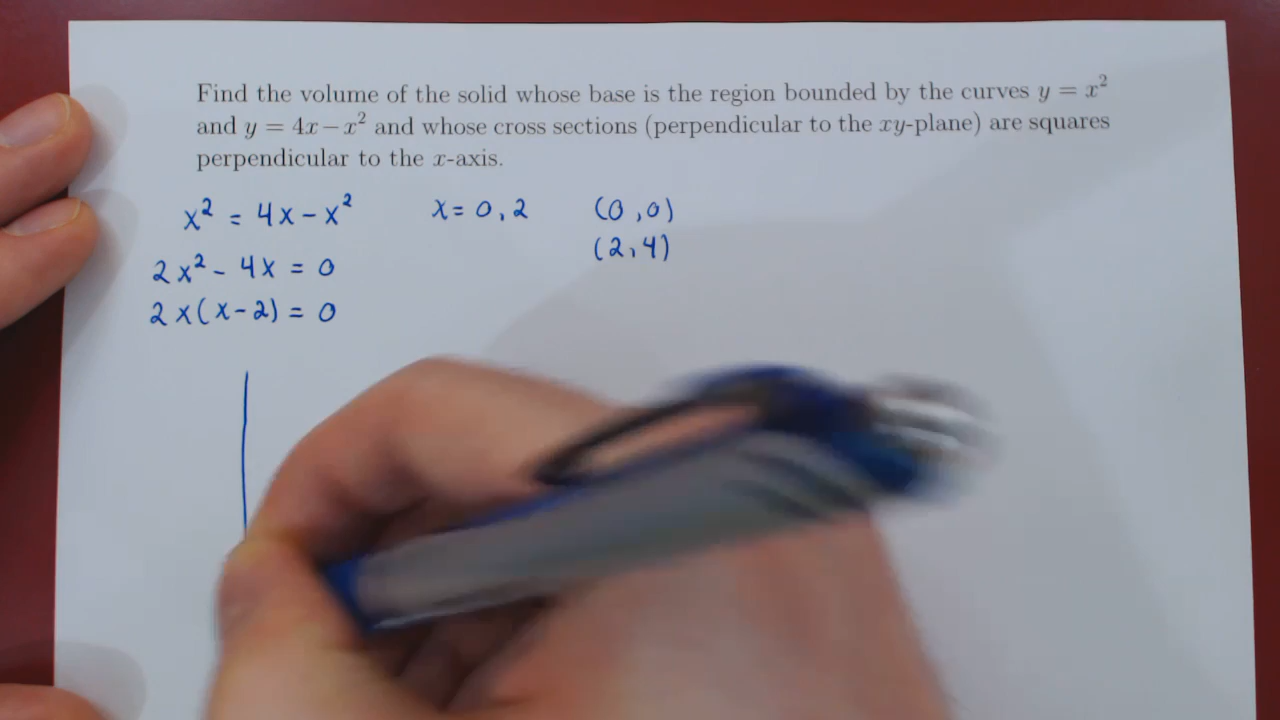 Find the volume of the solid whose base is the region bounded by the curves y = x²
and y = 4x − x² and whose cross sections (perpendicular to the xy-plane) are squares
perpendicular to the x-axis.
x² = 4x − x² x = 0, 2 (0,0)
(2,4)
2x² − 4x = 0
2x(x−2) = 0